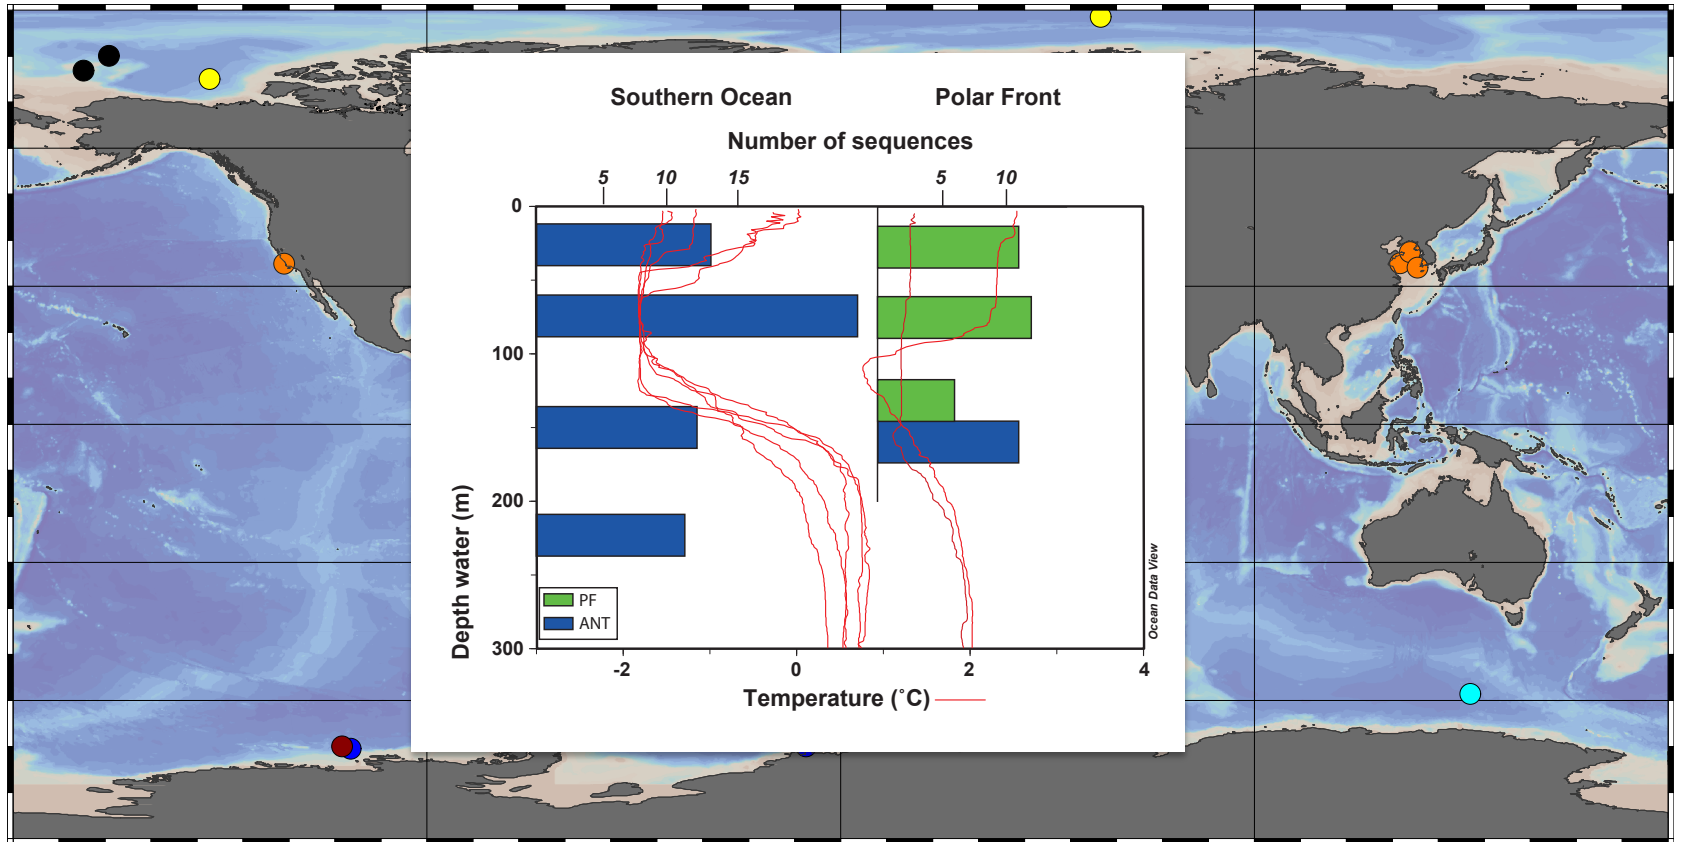 Southern Ocean Polar Front
Number of sequences
5 10 15 5 10
0
100
200
300
Depth water (m)
PF
ANT
-2 0 2 4
Temperature (˚C)
Ocean Data View